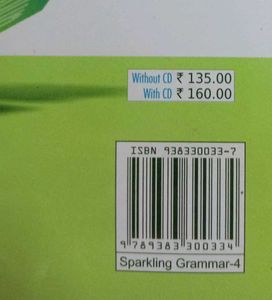 Without CD ₹ 135.00
With CD ₹ 160.00
ISBN 938330033-7
9 789383 300334
Sparkling Grammar-4